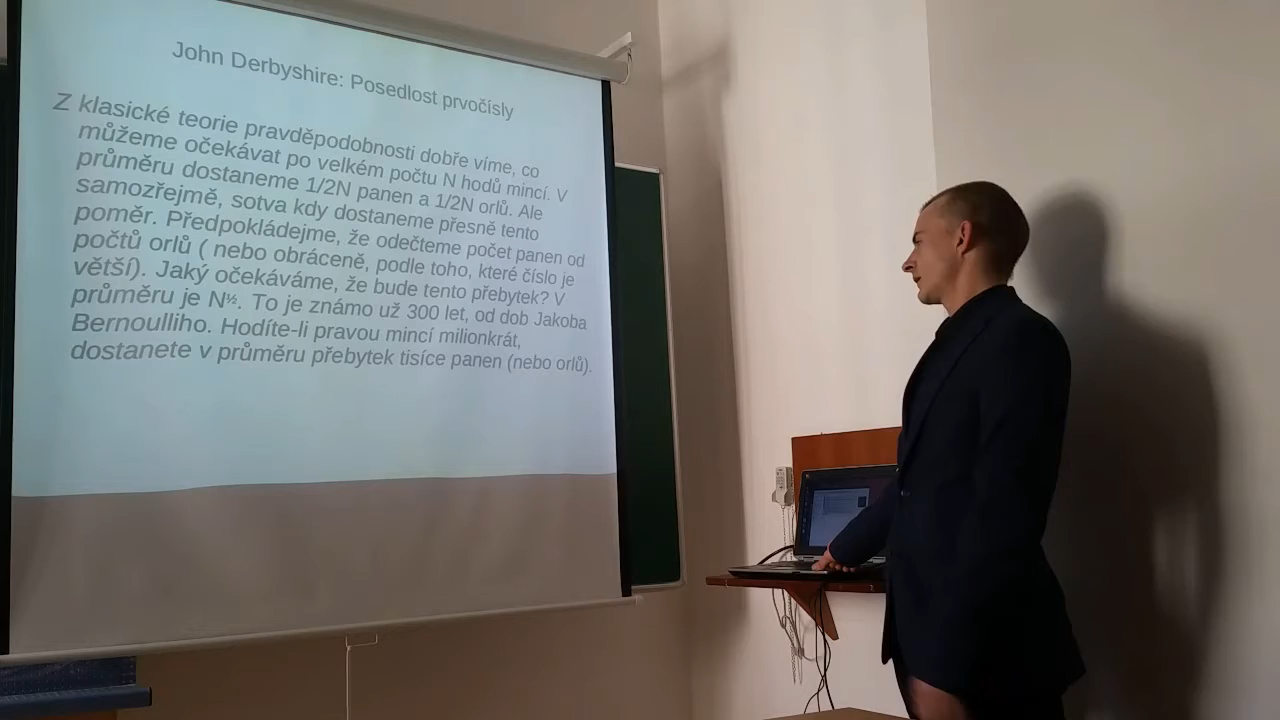 John Derbyshire: Posedlost prvočísly
Z klasické teorie pravděpodobnosti dobře víme, co
můžeme očekávat po velkém počtu N hodů mincí. V
průměru dostaneme 1/2N panen a 1/2N orlů. Ale
samozřejmě, sotva kdy dostaneme přesně tento
poměr. Předpokládejme, že odečteme počet panen od
počtů orlů ( nebo obráceně, podle toho, které číslo je
větší). Jaký očekáváme, že bude tento přebytek? V
průměru je N½. To je známo už 300 let, od dob Jakoba
Bernoulliho. Hodíte-li pravou mincí milionkrát,
dostanete v průměru přebytek tisíce panen (nebo orlů).